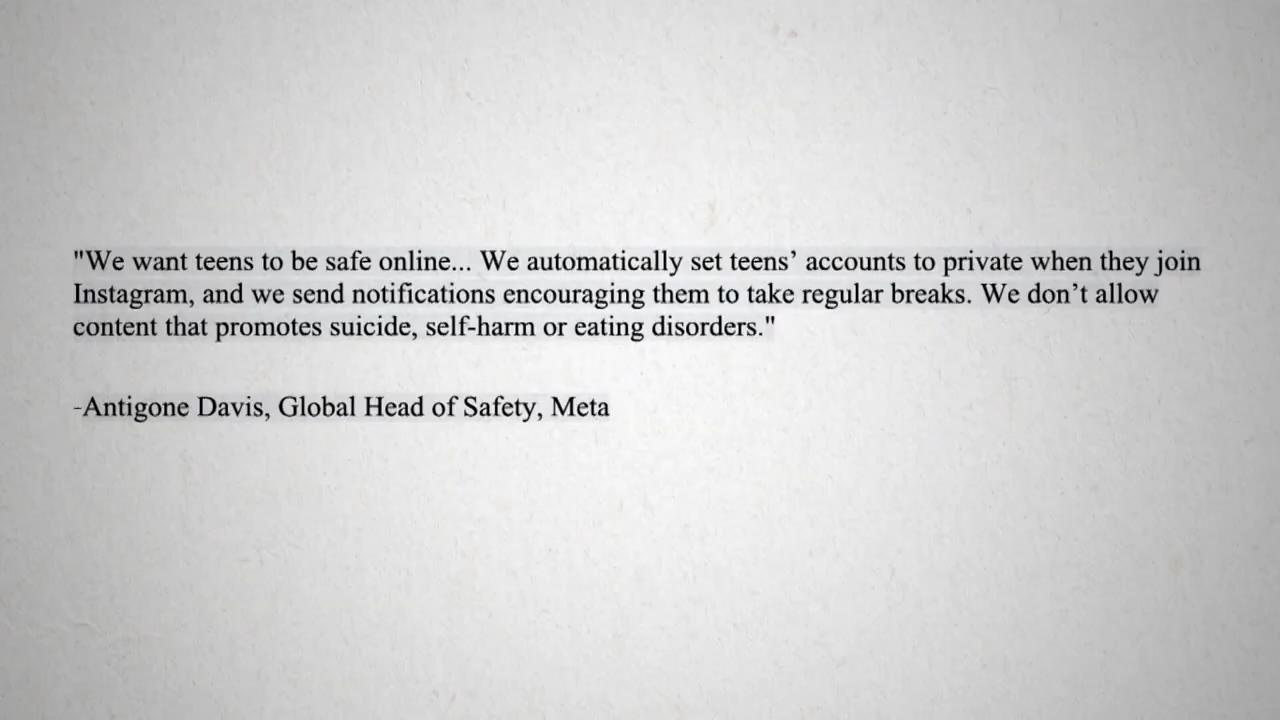 "We want teens to be safe online... We automatically set teens’ accounts to private when they join
Instagram, and we send notifications encouraging them to take regular breaks. We don’t allow
content that promotes suicide, self-harm or eating disorders."
-Antigone Davis, Global Head of Safety, Meta